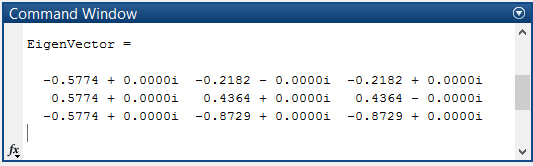 Command Window
EigenVector =
-0.5774 + 0.0000i -0.2182 - 0.0000i -0.2182 + 0.0000i
0.5774 + 0.0000i 0.4364 + 0.0000i 0.4364 - 0.0000i
-0.5774 + 0.0000i -0.8729 + 0.0000i -0.8729 + 0.0000i
fx